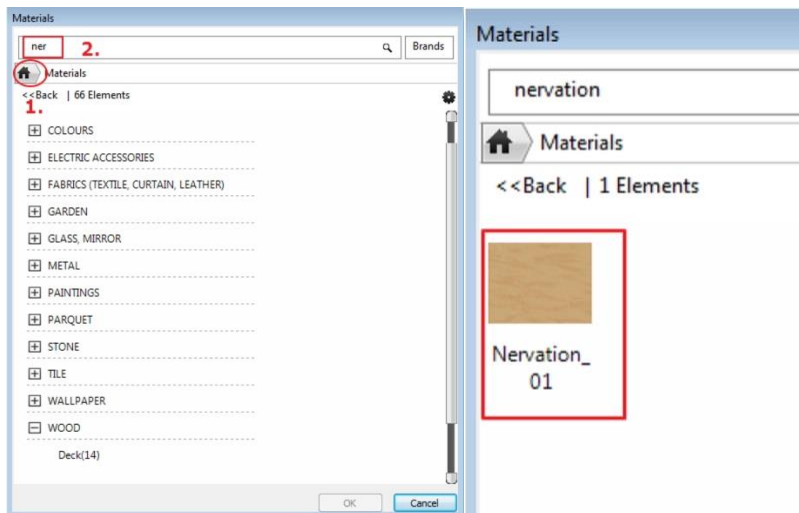 Materials
ner
2.
Brands
Materials
<<Back | 66 Elements
1.
COLOURS
ELECTRIC ACCESSORIES
FABRICS (TEXTILE, CURTAIN, LEATHER)
GARDEN
GLASS, MIRROR
METAL
PAINTINGS
PARQUET
STONE
TILE
WALLPAPER
WOOD
Deck(14)
OK
Cancel
Materials
nervation
Materials
<<Back | 1 Elements
Nervation_
01